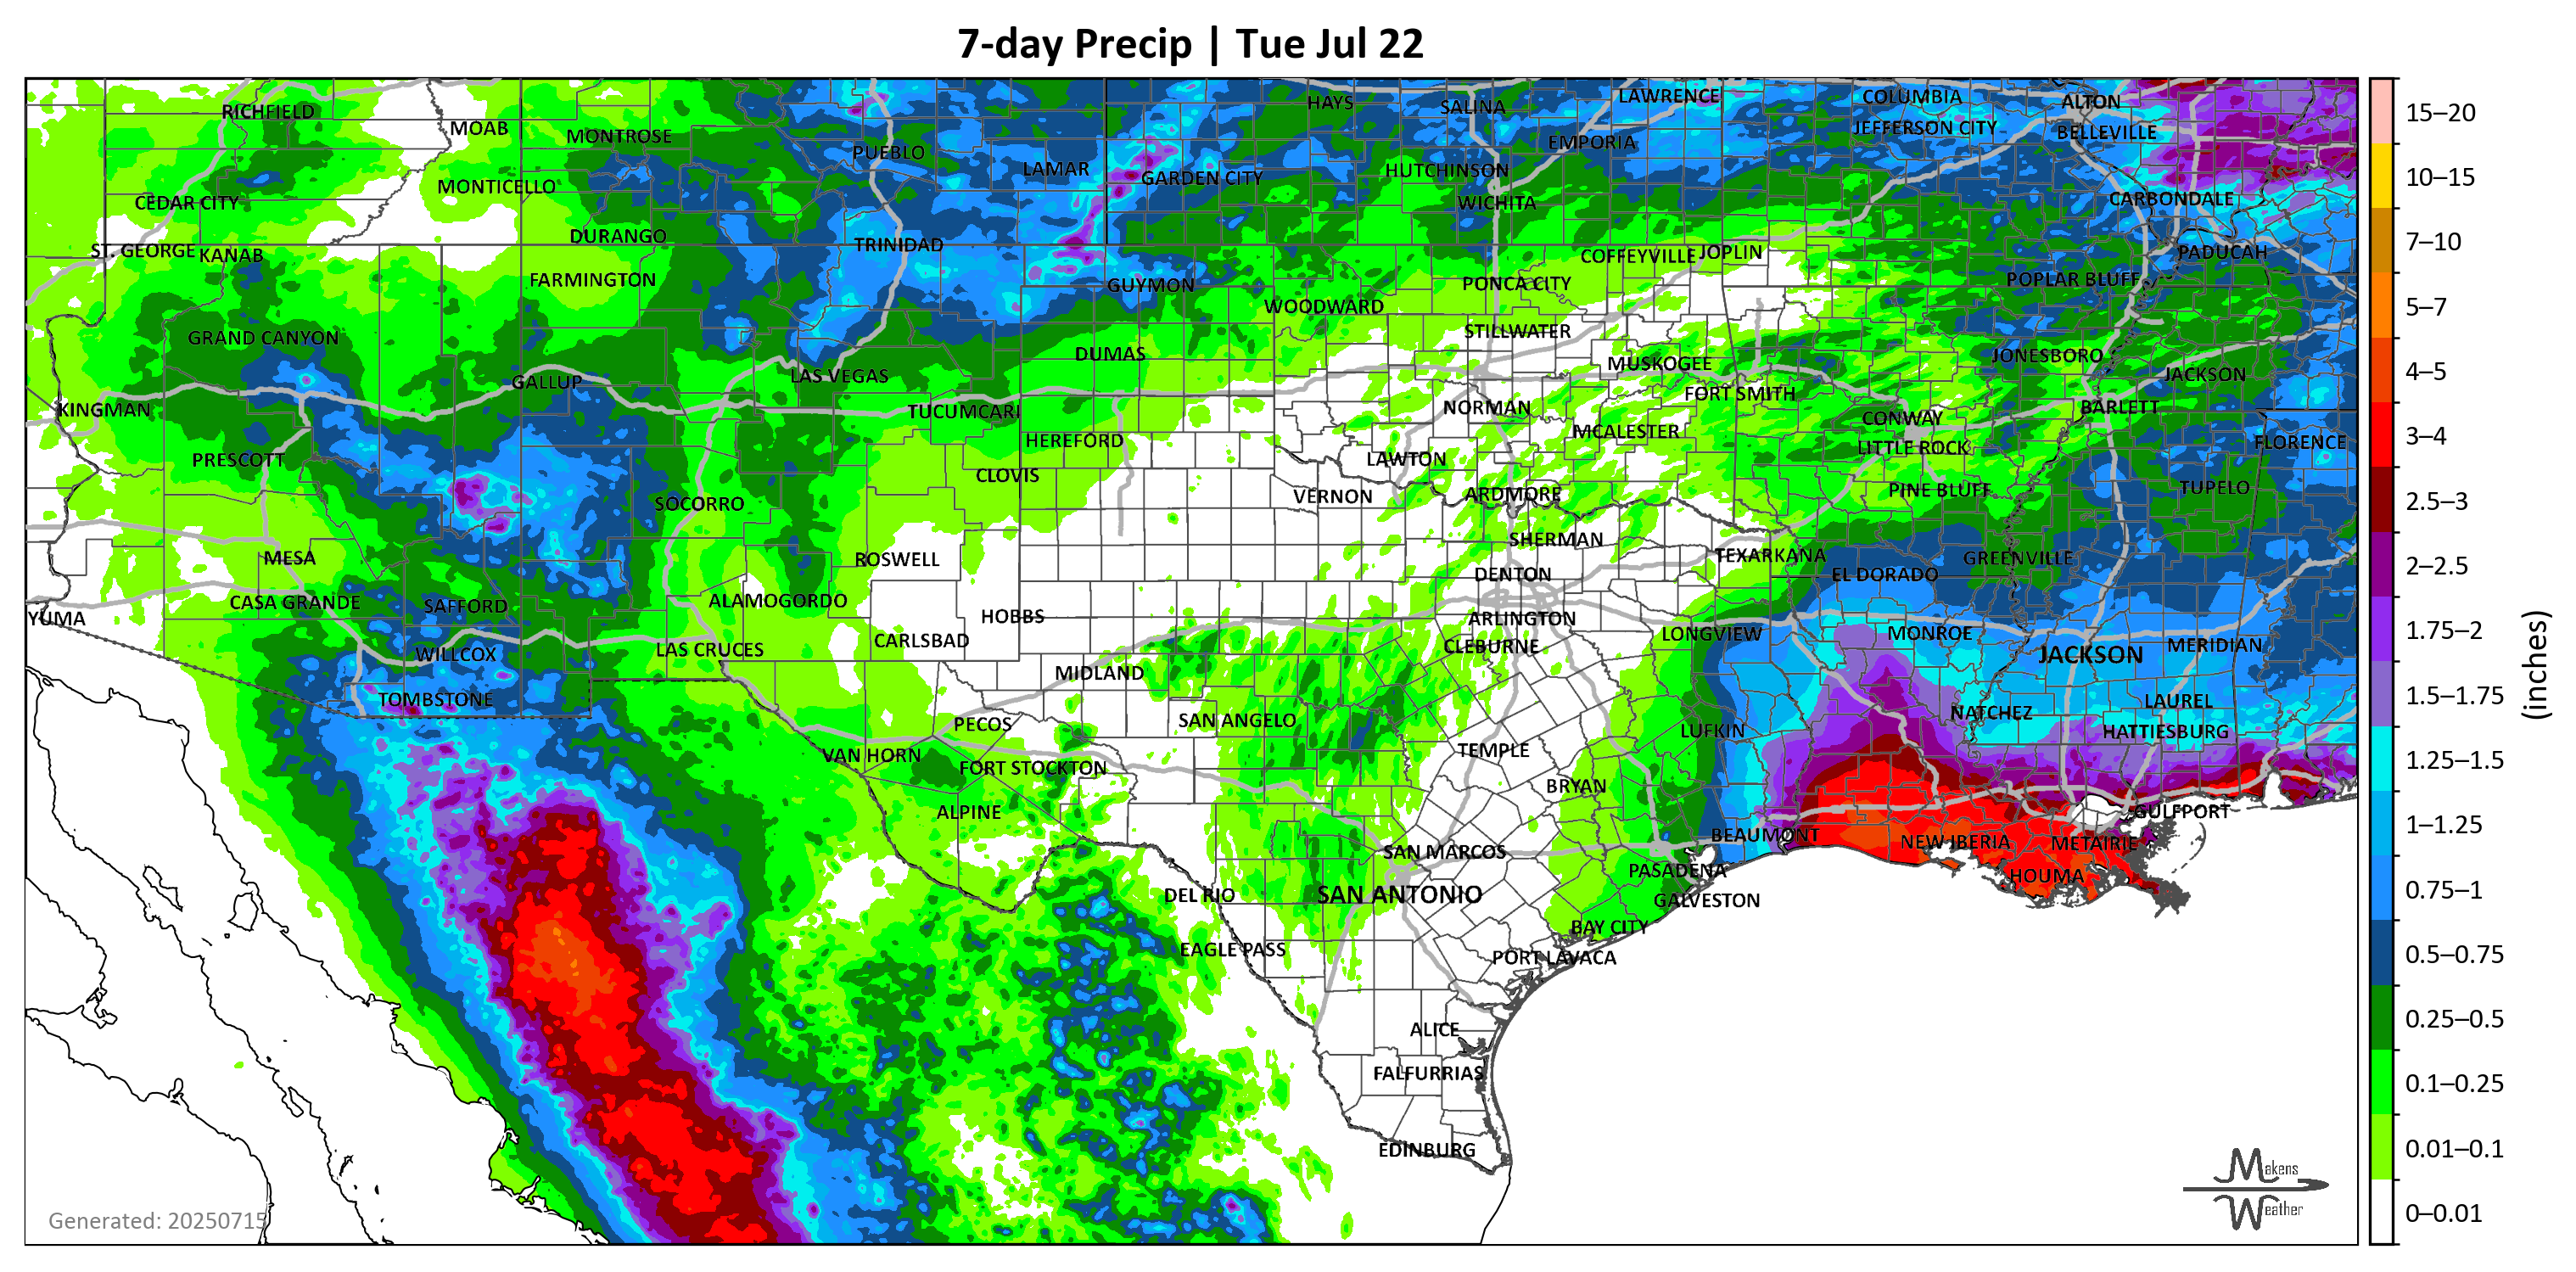 7-day Precip | Tue Jul 22
HAYS
SALINA
LAWRENCE
COLUMBIA
ALTON
RICHFIELD
MOAB
MONTROSE
PUEBLO
EMPORIA
JEFFERSON CITY
BELLEVILLE
LAMAR
GARDEN CITY
HUTCHINSON
MONTICELLO
CEDAR CITY
WICHITA
CARBONDALE
DURANGO
TRINIDAD
ST. GEORGE
KANAB
COFFEYVILLE
JOPLIN
PADUCAH
FARMINGTON
GUYMON
PONCA CITY
POPLAR BLUFF
WOODWARD
GRAND CANYON
STILLWATER
DUMAS
MUSKOGEE
JONESBORO
GALLUP
LAS VEGAS
FORT SMITH
JACKSON
KINGMAN
TUCUMCARI
NORMAN
BARLETT
CONWAY
HEREFORD
MCALESTER
LITTLE ROCK
FLORENCE
PRESCOTT
CLOVIS
LAWTON
SOCORRO
VERNON
ARDMORE
PINE BLUFF
TUPELO
MESA
ROSWELL
SHERMAN
TEXARKANA
GREENVILLE
DENTON
EL DORADO
CASA GRANDE
SAFFORD
ALAMOGORDO
YUMA
HOBBS
ARLINGTON
LAS CRUCES
CARLSBAD
CLEBURNE
LONGVIEW
MONROE
WILLCOX
JACKSON
MERIDIAN
MIDLAND
TOMBSTONE
PECOS
SAN ANGELO
NATCHEZ
LAUREL
LUFKIN
HATTIESBURG
VAN HORN
FORT STOCKTON
TEMPLE
BRYAN
ALPINE
GULFPORT
BEAUMONT
NEW IBERIA
METAIRIE
SAN MARCOS
PASADENA
HOUMA
DEL RIO
SAN ANTONIO
GALVESTON
BAY CITY
EAGLE PASS
PORT LAVACA
ALICE
FALFURRIAS
EDINBURG
Generated: 20250715
Makens
Weather
15–20
10–15
7–10
5–7
4–5
3–4
2.5–3
2–2.5
1.75–2
1.5–1.75
1.25–1.5
1–1.25
0.75–1
0.5–0.75
0.25–0.5
0.1–0.25
0.01–0.1
0–0.01
(inches)